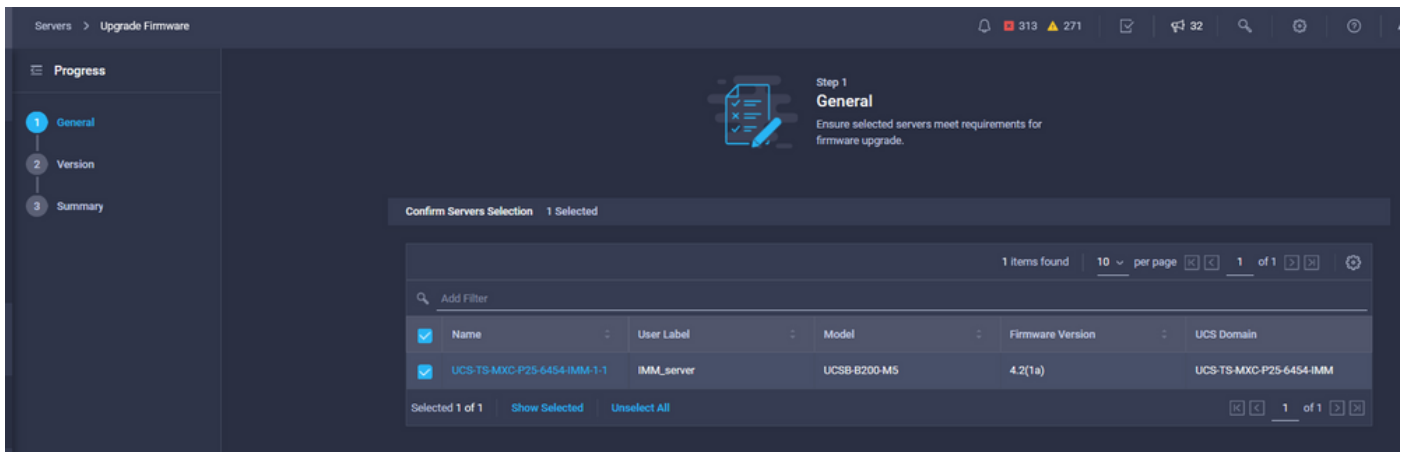 Servers > Upgrade Firmware
313 271 32
Progress
1 General
2 Version
3 Summary
Step 1
General
Ensure selected servers meet requirements for
firmware upgrade.
Confirm Servers Selection 1 Selected
1 items found 10 per page 1 of 1
Add Filter
Name User Label Model Firmware Version UCS Domain
UCS-TS-MXC-P25-6454-IMM-1-1 IMM_server UCSB-B200-M5 4.2(1a) UCS-TS-MXC-P25-6454-IMM
Selected 1 of 1 Show Selected Unselect All 1 of 1